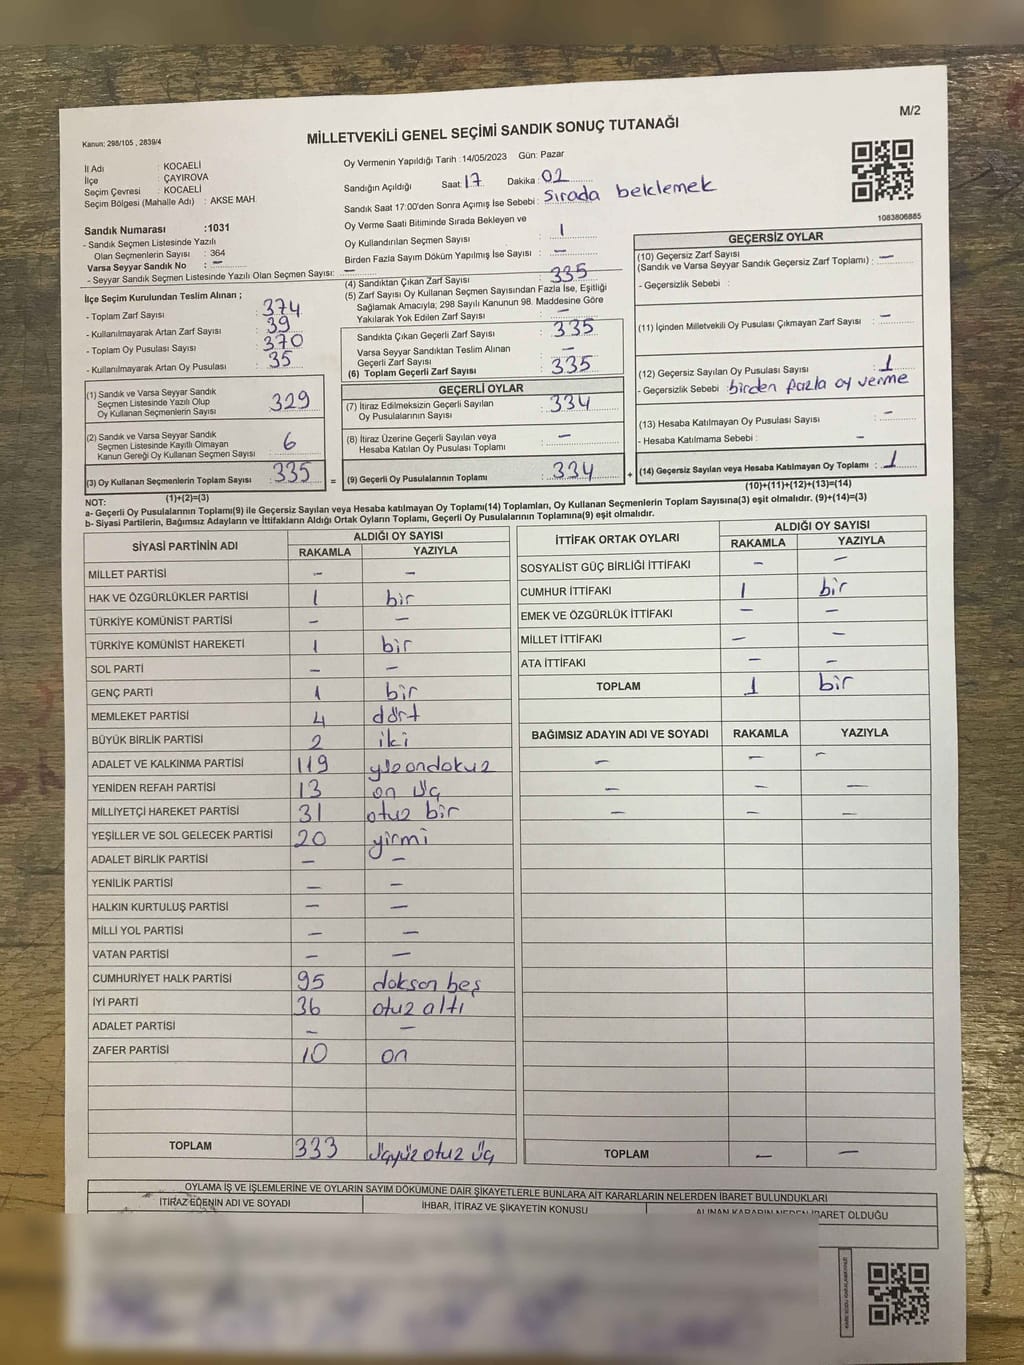 M/2
Kanun: 298/105 , 2839/4
MİLLETVEKİLİ GENEL SEÇİMİ SANDIK SONUÇ TUTANAĞI
İl Adı : KOCAELİ
İlçe : ÇAYIROVA
Seçim Çevresi : KOCAELİ
Seçim Bölgesi (Mahalle Adı) : AKSE MAH.
Sandık Numarası :1031
- Sandık Seçmen Listesinde Yazılı
Olan Seçmenlerin Sayısı : 364
Varsa Seyyar Sandık No : –
- Seyyar Sandık Seçmen Listesinde Yazılı Olan Seçmen Sayısı: –
İlçe Seçim Kurulundan Teslim Alınan ;
- Toplam Zarf Sayısı : 374
- Kullanılmayarak Artan Zarf Sayısı : 39
- Toplam Oy Pusulası Sayısı : 370
- Kullanılmayarak Artan Oy Pusulası : 35
(1) Sandık ve Varsa Seyyar Sandık
Seçmen Listesinde Yazılı Olup
Oy Kullanan Seçmenlerin Sayısı : 329
(2) Sandık ve Varsa Seyyar Sandık
Seçmen Listesinde Kayıtlı Olmayan
Kanun Gereği Oy Kullanan Seçmen Sayısı : 6
(3) Oy Kullanan Seçmenlerin Toplam Sayısı : 335 =
(1)+(2)=(3)
Oy Vermenin Yapıldığı Tarih : 14/05/2023 Gün: Pazar
Sandığın Açıldığı Saat: 17 Dakika : 02
Sandık Saat 17:00'den Sonra Açımış İse Sebebi : Sırada beklemek
Oy Verme Saati Bitiminde Sırada Bekleyen ve
Oy Kullandırılan Seçmen Sayısı : 1
Birden Fazla Sayım Döküm Yapılmış İse Sayısı : –
(4) Sandıktan Çıkan Zarf Sayısı : 335
(5) Zarf Sayısı Oy Kullanan Seçmen Sayısından Fazla İse, Eşitliği
Sağlamak Amacıyla; 298 Sayılı Kanunun 98. Maddesine Göre
Yakılarak Yok Edilen Zarf Sayısı : –
Sandıkta Çıkan Geçerli Zarf Sayısı : 335
Varsa Seyyar Sandıktan Teslim Alınan
Geçerli Zarf Sayısı : –
(6) Toplam Geçerli Zarf Sayısı : 335
GEÇERLİ OYLAR
(7) İtiraz Edilmeksizin Geçerli Sayılan
Oy Pusulalarının Sayısı : 334
(8) İtiraz Üzerine Geçerli Sayılan veya
Hesaba Katılan Oy Pusulası Toplamı : –
(9) Geçerli Oy Pusulalarının Toplamı : 334 +
1083606885
GEÇERSİZ OYLAR
(10) Geçersiz Zarf Sayısı
(Sandık ve Varsa Seyyar Sandık Geçersiz Zarf Toplamı) : –
- Geçersizlik Sebebi :
(11) İçinden Milletvekili Oy Pusulası Çıkmayan Zarf Sayısı : –
(12) Geçersiz Sayılan Oy Pusulası Sayısı : 1
- Geçersizlik Sebebi : birden fazla oy verme
(13) Hesaba Katılmayan Oy Pusulası Sayısı : –
- Hesaba Katılmama Sebebi : –
(14) Geçersiz Sayılan veya Hesaba Katılmayan Oy Toplamı : 1
(10)+(11)+(12)+(13)=(14)
NOT:
a- Geçerli Oy Pusulalarının Toplamı(9) ile Geçersiz Sayılan veya Hesaba katılmayan Oy Toplamı(14) Toplamları, Oy Kullanan Seçmenlerin Toplam Sayısına(3) eşit olmalıdır. (9)+(14)=(3)
b- Siyasi Partilerin, Bağımsız Adayların ve İttifakların Aldığı Ortak Oyların Toplamı, Geçerli Oy Pusulalarının Toplamına(9) eşit olmalıdır.
SİYASİ PARTİNİN ADI ALDIĞI OY SAYISI
RAKAMLA YAZIYLA
MİLLET PARTİSİ – –
HAK VE ÖZGÜRLÜKLER PARTİSİ 1 bir
TÜRKİYE KOMÜNİST PARTİSİ – –
TÜRKİYE KOMÜNİST HAREKETİ 1 bir
SOL PARTİ – –
GENÇ PARTİ 1 bir
MEMLEKET PARTİSİ 4 dört
BÜYÜK BİRLİK PARTİSİ 2 iki
ADALET VE KALKINMA PARTİSİ 119 yüzondokuz
YENİDEN REFAH PARTİSİ 13 on üç
MİLLİYETÇİ HAREKET PARTİSİ 31 otuz bir
YEŞİLLER VE SOL GELECEK PARTİSİ 20 yirmi
ADALET BİRLİK PARTİSİ – –
YENİLİK PARTİSİ – –
HALKIN KURTULUŞ PARTİSİ – –
MİLLİ YOL PARTİSİ – –
VATAN PARTİSİ – –
CUMHURİYET HALK PARTİSİ 95 doksan beş
İYİ PARTİ 36 otuz altı
ADALET PARTİSİ – –
ZAFER PARTİSİ 10 on
TOPLAM 333 üçyüz otuz üç
İTTİFAK ORTAK OYLARI ALDIĞI OY SAYISI
RAKAMLA YAZIYLA
SOSYALİST GÜÇ BİRLİĞİ İTTİFAKI – –
CUMHUR İTTİFAKI 1 bir
EMEK VE ÖZGÜRLÜK İTTİFAKI – –
MİLLET İTTİFAKI – –
ATA İTTİFAKI – –
TOPLAM 1 bir
BAĞIMSIZ ADAYIN ADI VE SOYADI RAKAMLA YAZIYLA
– – –
– – –
– – –
TOPLAM – –
OYLAMA İŞ VE İŞLEMLERİNE VE OYLARIN SAYIM DÖKÜMÜNE DAİR ŞİKAYETLERLE BUNLARA AİT KARARLARIN NELERDEN İBARET BULUNDUKLARI
İTİRAZ EDENİN ADI VE SOYADI İHBAR, İTİRAZ VE ŞİKAYETİN KONUSU ALINAN KARARIN NEDEN İBARET OLDUĞU